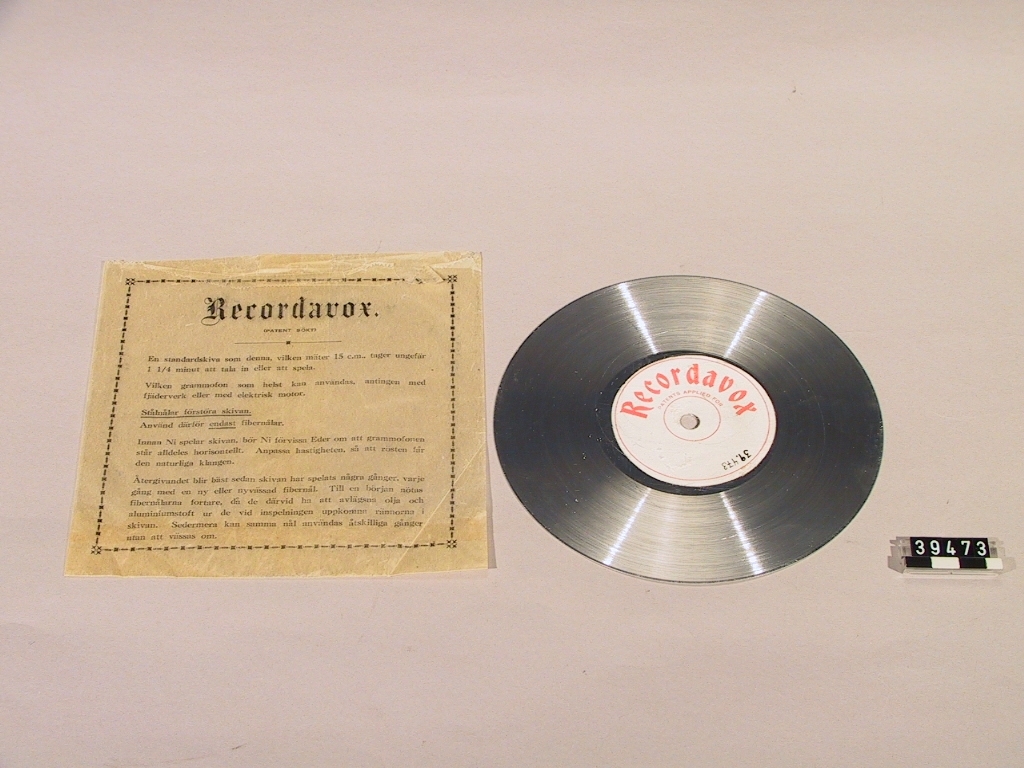 Recordavox.
(PATENT SÖKT)
En standardskiva som denna, vilken mäter 15 c.m., tager ungefär
1 1/4 minut att tala in eller att spela.
Vilken grammofon som helst kan användas, antingen med
fjäderverk eller med elektrisk motor.
Stålnålar förstöra skivan.
Använd därför endast fibernålar.
Innan Ni spelar skivan, bör Ni förvissa Eder om att grammofonen
står alldeles horisontellt. Anpassa hastigheten, så att rösten får
den naturliga klangen.
Återgivandet blir bäst sedan skivan har spelats några gånger, varje
gång med en ny eller nyvässad fibernål. Till en början nötas
fibernålarna fortare, då de därvid ha att avlägsna olja och
aluminiumstoft ur de vid inspelningen uppkomna rännorna i
skivan. Sedermera kan samma nål användas åtskilliga gånger
utan att vässas om.
Recordavox
PATENTS APPLIED FOR
39.473
39473